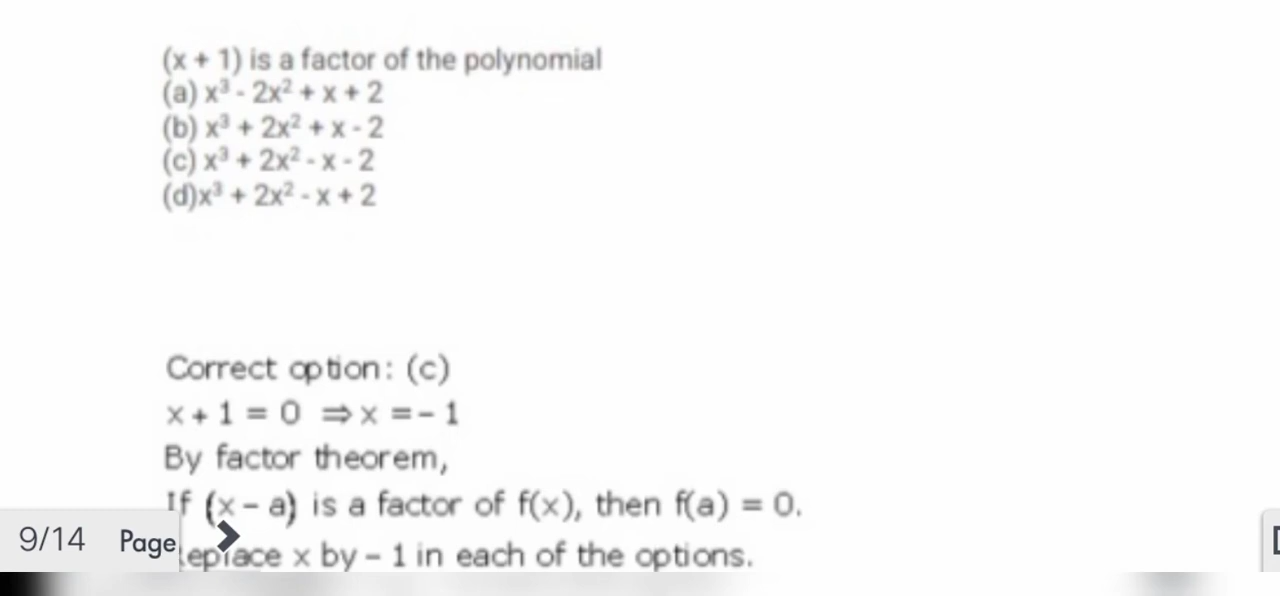 (x + 1) is a factor of the polynomial
(a) x³ - 2x² + x + 2
(b) x³ + 2x² + x - 2
(c) x³ + 2x² - x - 2
(d)x³ + 2x² - x + 2
Correct option: (c)
x + 1 = 0 ⇒ x = - 1
By factor theorem,
If (x - a) is a factor of f(x), then f(a) = 0.
9/14 Page
x by - 1 in each of the options.